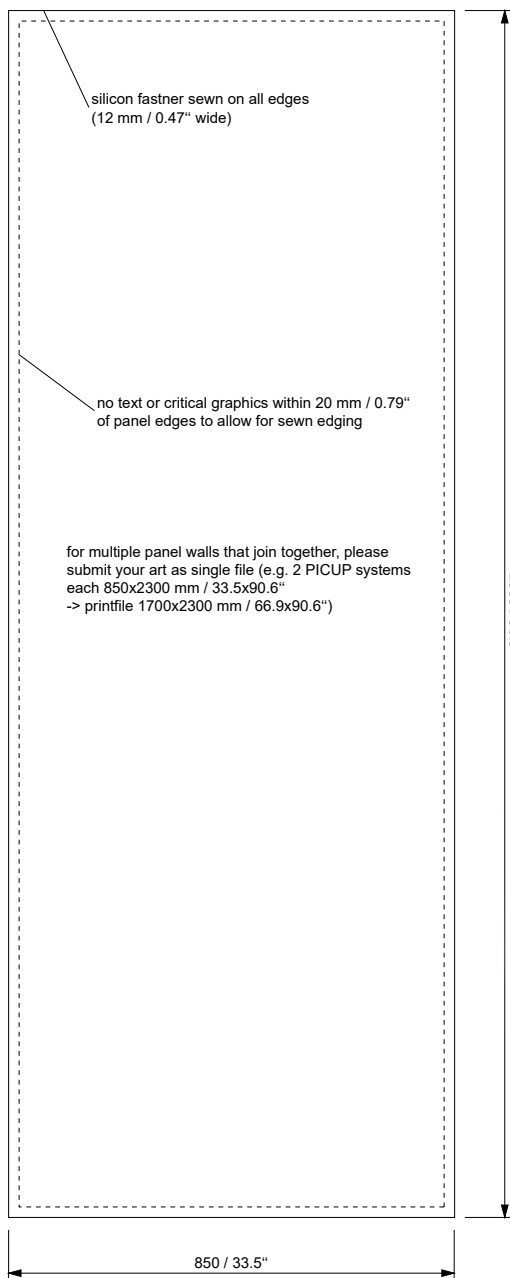 silicon fastner sewn on all edges
(12 mm / 0.47“ wide)
no text or critical graphics within 20 mm / 0.79“
of panel edges to allow for sewn edging
for multiple panel walls that join together, please
submit your art as single file (e.g. 2 PICUP systems
each 850x2300 mm / 33.5x90.6“
-> printfile 1700x2300 mm / 66.9x90.6“)
850 / 33.5“